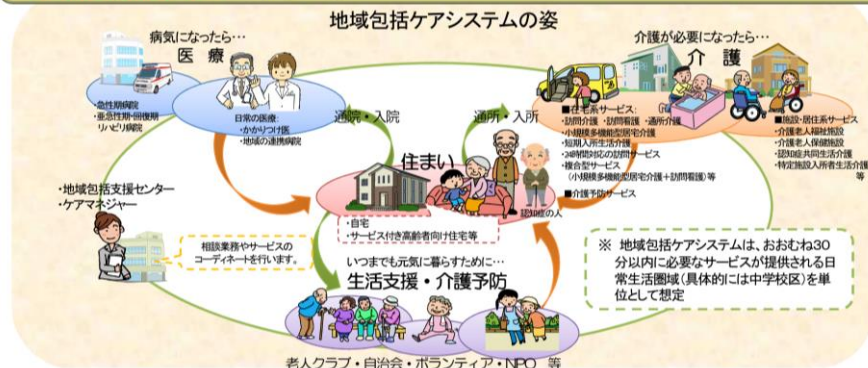 地域包括ケアシステムの姿
病気になったら…
医 療
・急性期病院
・亜急性期・回復期
リハビリ病院
日常の医療:
・かかりつけ医
・地域の連携病院
通院・入院
介護が必要になったら…
介 護
通所・入所
■在宅系サービス:
・訪問介護 ・訪問看護 ・通所介護
・小規模多機能型居宅介護
・短期入所生活介護
・24時間対応の訪問サービス
・複合型サービス
(小規模多機能型居宅介護+訪問看護)等
■介護予防サービス
■施設・居住系サービス
・介護老人福祉施設
・介護老人保健施設
・認知症共同生活介護
・特定施設入所者生活介護
等
住まい
・自宅
・サービス付き高齢者向け住宅等
認知症の人
・地域包括支援センター
・ケアマネジャー
相談業務やサービスの
コーディネートを行います。
いつまでも元気に暮らすために…
生活支援・介護予防
老人クラブ・自治会・ボランティア・NPO 等
※ 地域包括ケアシステムは、おおむね30
分以内に必要なサービスが提供される日
常生活圏域(具体的には中学校区)を単
位として想定